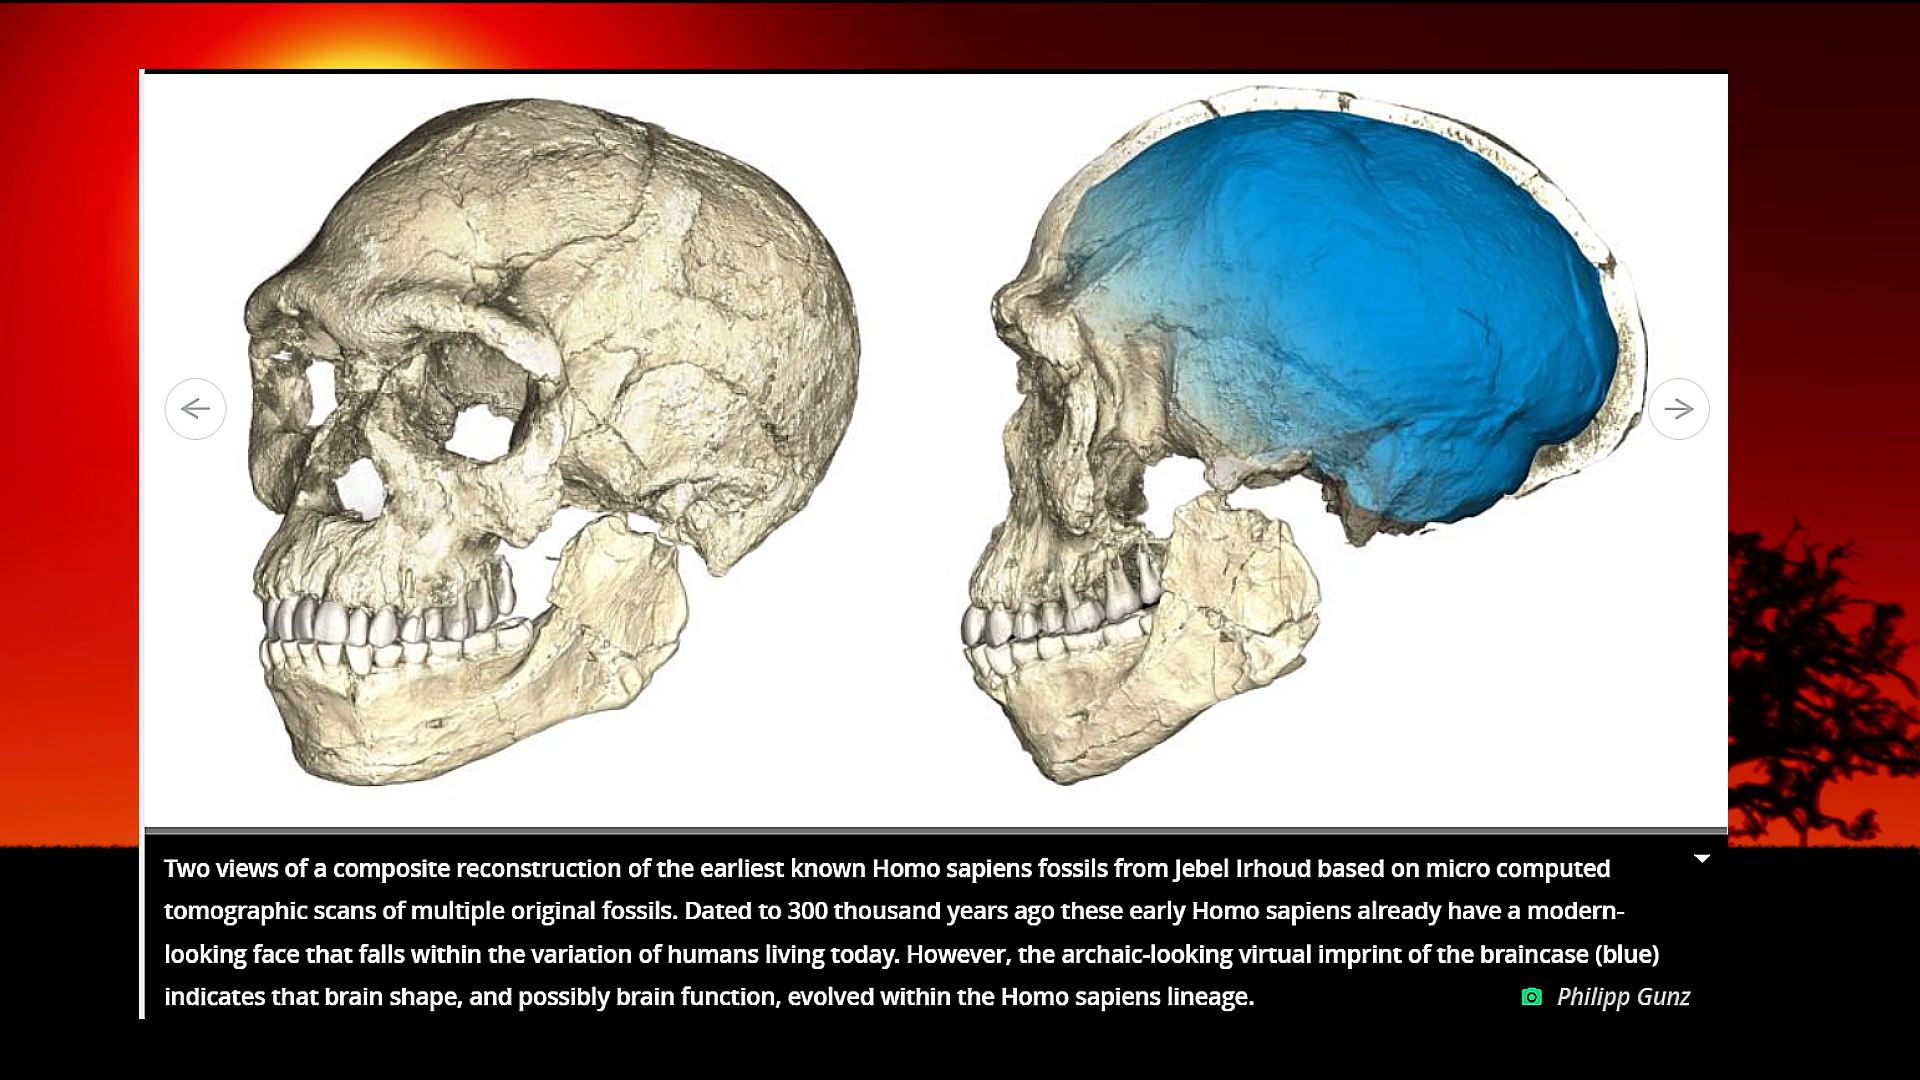 Two views of a composite reconstruction of the earliest known Homo sapiens fossils from Jebel Irhoud based on micro computed
tomographic scans of multiple original fossils. Dated to 300 thousand years ago these early Homo sapiens already have a modern-
looking face that falls within the variation of humans living today. However, the archaic-looking virtual imprint of the braincase (blue)
indicates that brain shape, and possibly brain function, evolved within the Homo sapiens lineage.
Philipp Gunz